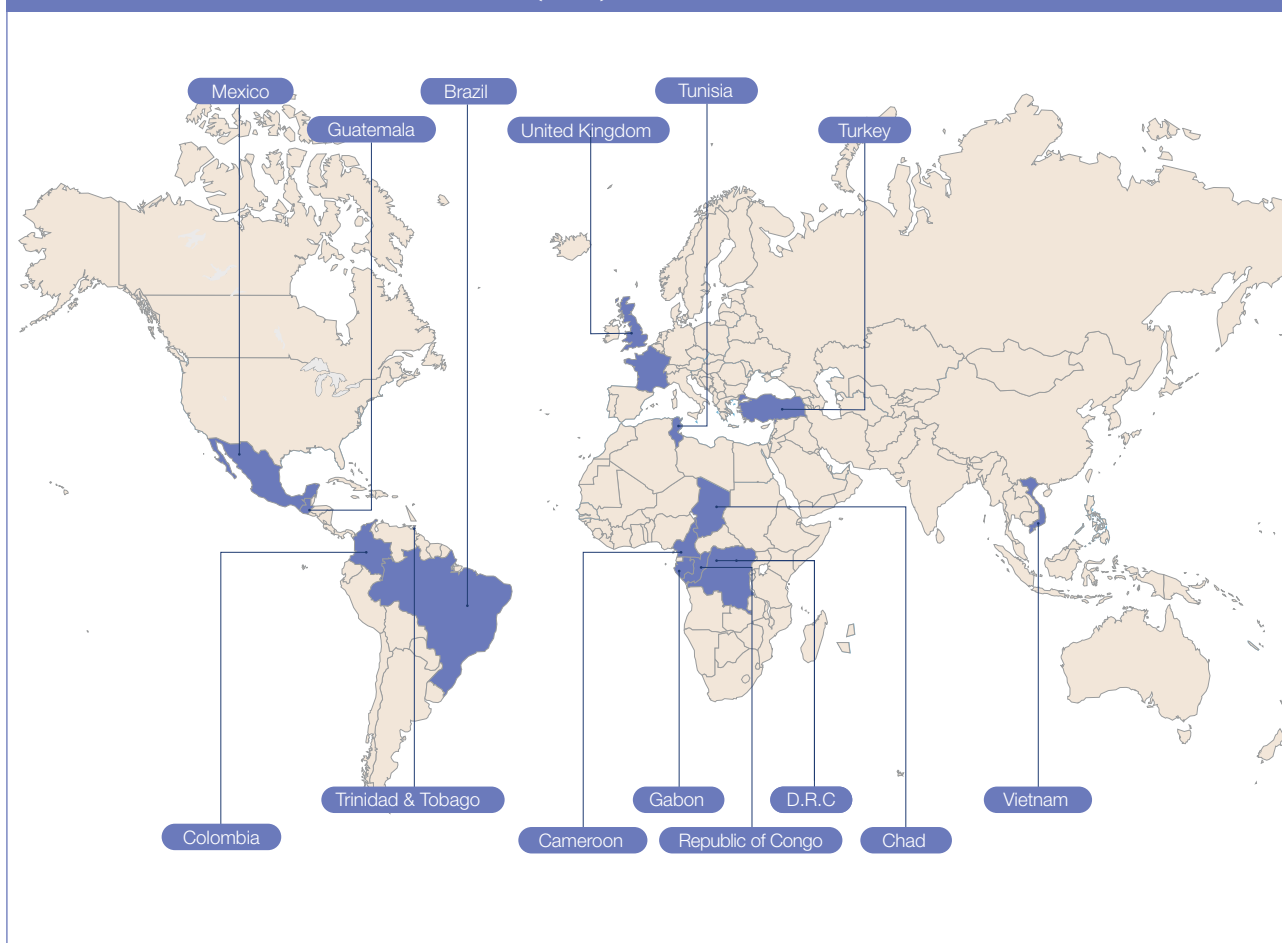 Mexico
Brazil
Tunisia
Guatemala
United Kingdom
Turkey
Trinidad & Tobago
Gabon
D.R.C
Vietnam
Colombia
Cameroon
Republic of Congo
Chad